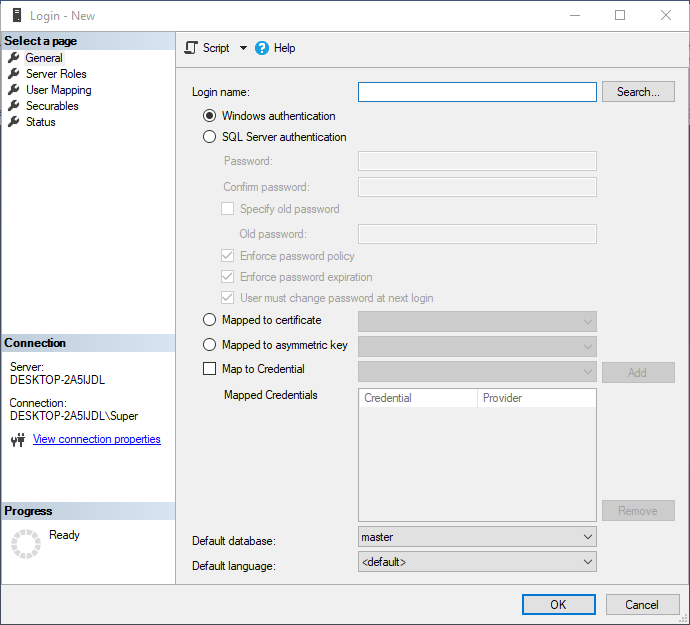 Login - New
Select a page
General
Server Roles
User Mapping
Securables
Status
Connection
Server:
DESKTOP-2A5IJDL
Connection:
DESKTOP-2A5IJDL\Super
View connection properties
Progress
Ready
Script
Help
Login name:
Search...
Windows authentication
SQL Server authentication
Password:
Confirm password:
Specify old password
Old password:
Enforce password policy
Enforce password expiration
User must change password at next login
Mapped to certificate
Mapped to asymmetric key
Map to Credential
Add
Mapped Credentials
Credential Provider
Remove
Default database: master
Default language: <default>
OK Cancel